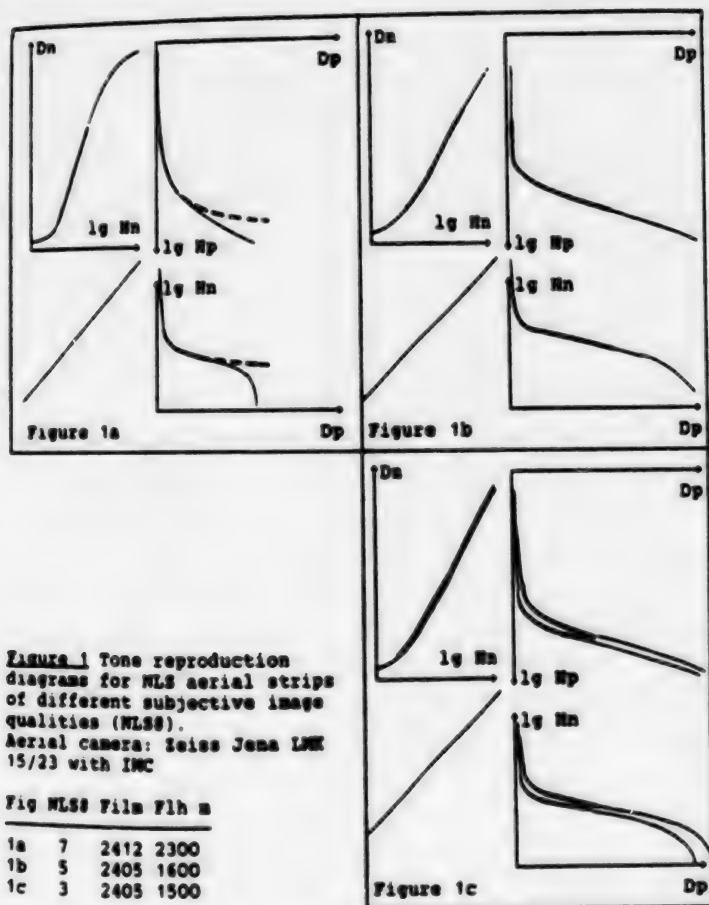 Dn
Dp
lg Hn
lg Hp
lg Hn
Dp
Figure 1a
Dn
Dp
lg Hn
lg Hp
lg Hn
Dp
Figure 1b
Dn
Dp
lg Hn
lg Hp
lg Hn
Dp
Figure 1c
Figure 1 Tone reproduction
diagrams for NLS aerial strips
of different subjective image
qualities (NLS#).
Aerial camera: Zeiss Jena LMK
15/23 with IMC
Fig NLS# Film Flh m
1a 7 2412 2300
1b 5 2405 1600
1c 3 2405 1500